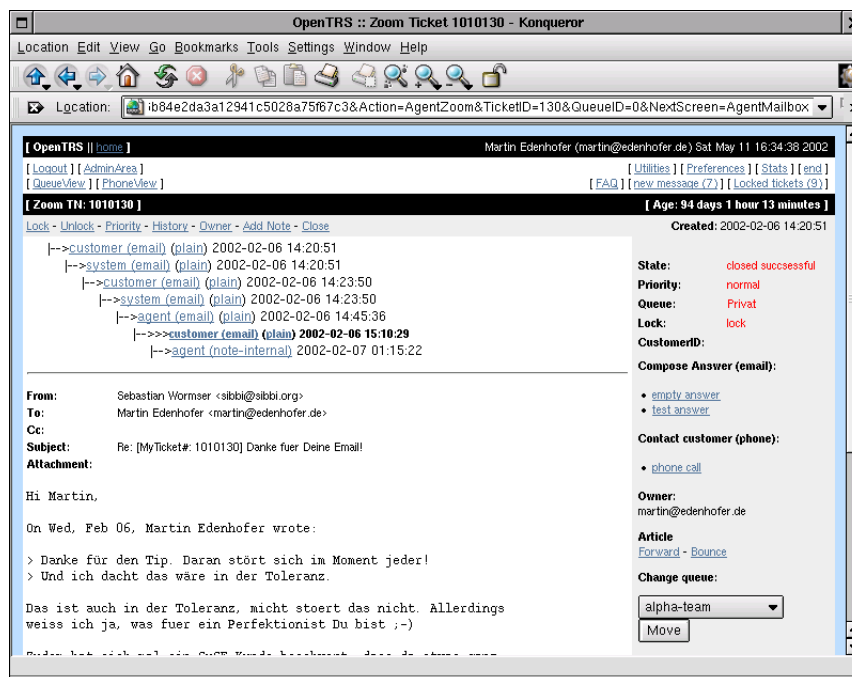 OpenTRS :: Zoom Ticket 1010130 - Konqueror
Location Edit View Go Bookmarks Tools Settings Window Help
Location: ib84e2da3a12941c5028a75f67c3&Action=AgentZoom&TicketID=130&QueueID=0&NextScreen=AgentMailbox
[ OpenTRS || home ] Martin Edenhofer (martin@edenhofer.de) Sat May 11 16:34:38 2002
[ Logout ] [ AdminArea ] [ Utilities ] [ Preferences ] [ Stats ] [ end ]
[ QueueView ] [ PhoneView ] [ FAQ ] [ new message (7) ] [ Locked tickets (9) ]
[ Zoom TN: 1010130 ] [ Age: 94 days 1 hour 13 minutes ]
Lock - Unlock - Priority - History - Owner - Add Note - Close Created: 2002-02-06 14:20:51
|-->customer (email) (plain) 2002-02-06 14:20:51
|-->system (email) (plain) 2002-02-06 14:20:51
|-->customer (email) (plain) 2002-02-06 14:23:50
|-->system (email) (plain) 2002-02-06 14:23:50
|-->agent (email) (plain) 2002-02-06 14:45:36
|-->>>customer (email) (plain) 2002-02-06 15:10:29
|-->agent (note-internal) 2002-02-07 01:15:22
From: Sebastian Wormser <sibbi@sibbi.org>
To: Martin Edenhofer <martin@edenhofer.de>
Cc:
Subject: Re: [MyTicket#: 1010130] Danke fuer Deine Email!
Attachment:
Hi Martin,
On Wed, Feb 06, Martin Edenhofer wrote:
> Danke für den Tip. Daran stört sich im Moment jeder!
> Und ich dacht das wäre in der Toleranz.
Das ist auch in der Toleranz, micht stoert das nicht. Allerdings
weiss ich ja, was fuer ein Perfektionist Du bist ;-)
State: closed succsessful
Priority: normal
Queue: Privat
Lock: lock
CustomerID:
Compose Answer (email):
• empty answer
• test answer
Contact customer (phone):
• phone call
Owner:
martin@edenhofer.de
Article
Forward - Bounce
Change queue:
alpha-team
Move